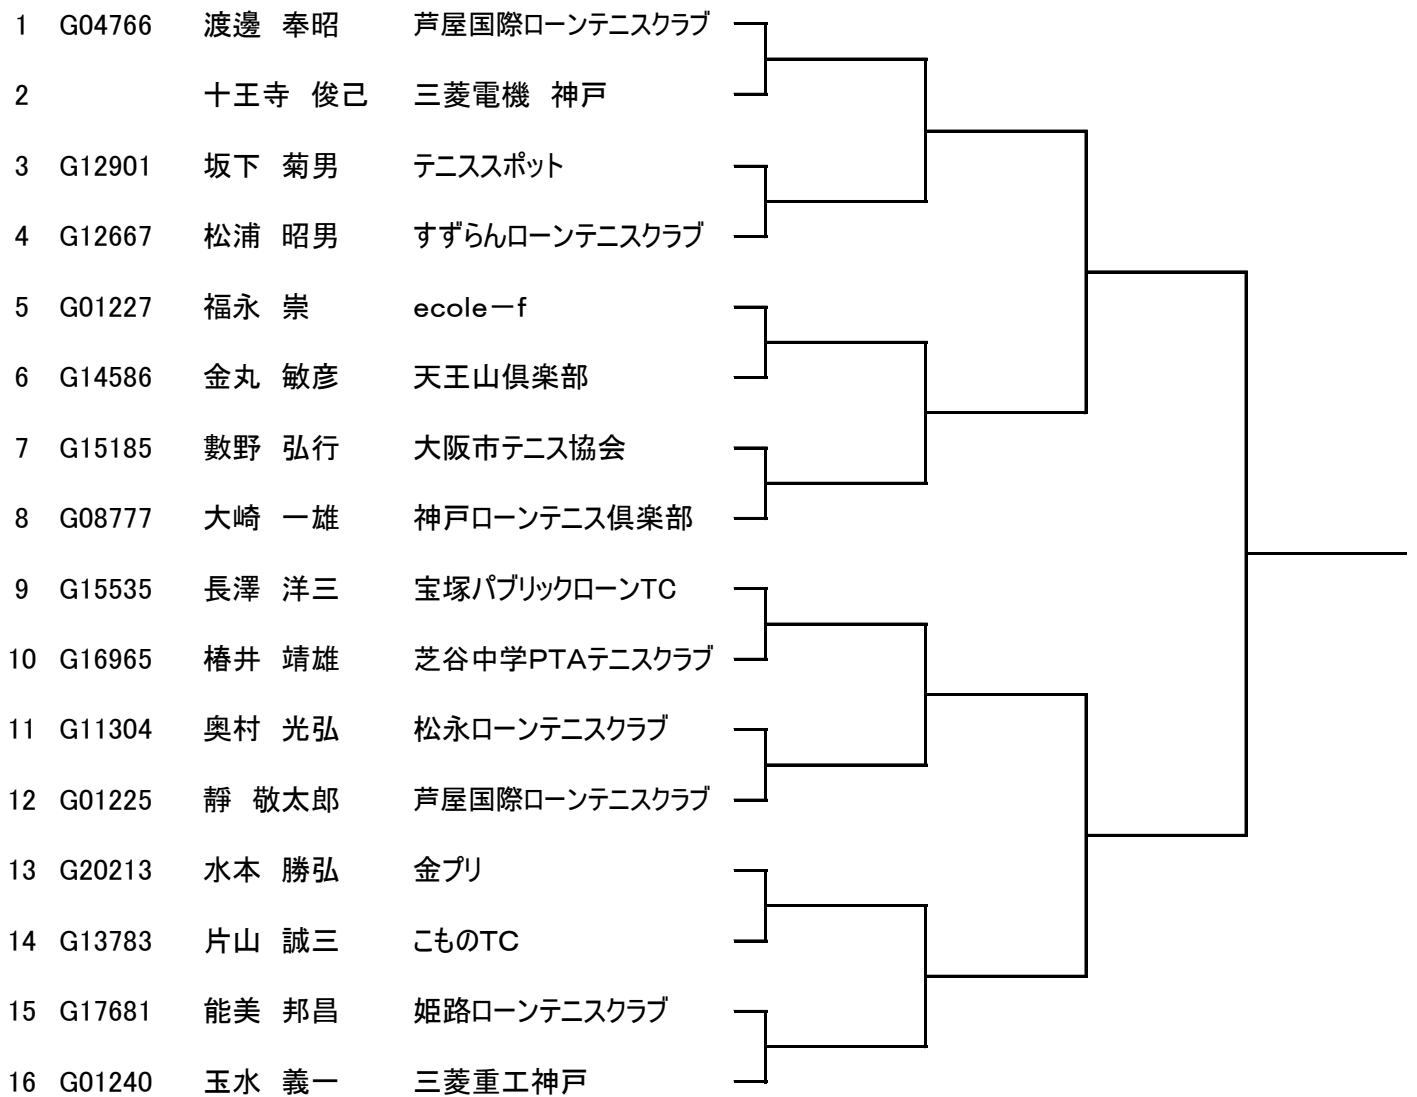 1 G04766 渡邊 奉昭 芦屋国際ローンテニスクラブ
2 十王寺 俊己 三菱電機 神戸
3 G12901 坂下 菊男 テニススポット
4 G12667 松浦 昭男 すずらんローンテニスクラブ
5 G01227 福永 崇 ecole－f
6 G14586 金丸 敏彦 天王山倶楽部
7 G15185 數野 弘行 大阪市テニス協会
8 G08777 大崎 一雄 神戸ローンテニス倶楽部
9 G15535 長澤 洋三 宝塚パブリックローンTC
10 G16965 椿井 靖雄 芝谷中学PTAテニスクラブ
11 G11304 奥村 光弘 松永ローンテニスクラブ
12 G01225 靜 敬太郎 芦屋国際ローンテニスクラブ
13 G20213 水本 勝弘 金プリ
14 G13783 片山 誠三 こものTC
15 G17681 能美 邦昌 姫路ローンテニスクラブ
16 G01240 玉水 義一 三菱重工神戸